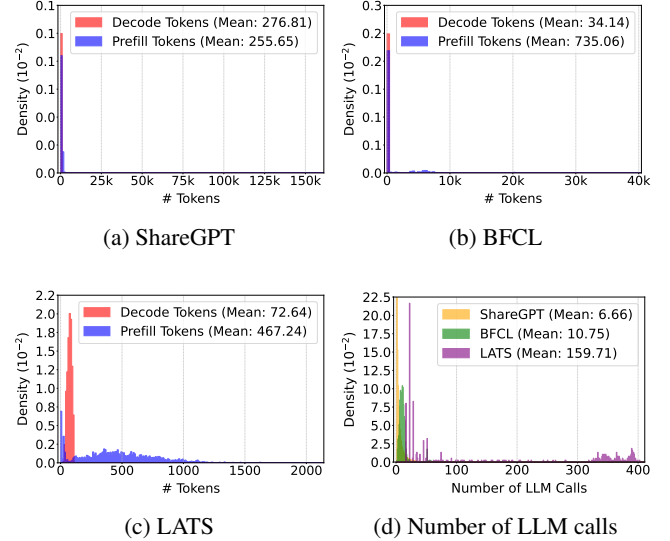 0.1
0.1
0.1
0.1
0.0
0.0
0.0
Density (10⁻²)
Decode Tokens (Mean: 276.81)
Prefill Tokens (Mean: 255.65)
0 25k 50k 75k 100k 125k 150k
# Tokens
(a) ShareGPT
0.3
0.2
0.2
0.1
0.1
0.1
0.0
Density (10⁻²)
Decode Tokens (Mean: 34.14)
Prefill Tokens (Mean: 735.06)
0 10k 20k 30k 40k
# Tokens
(b) BFCL
2.2
2.0
1.8
1.5
1.2
1.0
0.8
0.5
0.2
0.0
Density (10⁻²)
Decode Tokens (Mean: 72.64)
Prefill Tokens (Mean: 467.24)
0 500 1000 1500 2000
# Tokens
(c) LATS
22.5
20.0
17.5
15.0
12.5
10.0
7.5
5.0
2.5
0.0
Density (10⁻²)
ShareGPT (Mean: 6.66)
BFCL (Mean: 10.75)
LATS (Mean: 159.71)
0 100 200 300 400
Number of LLM Calls
(d) Number of LLM calls